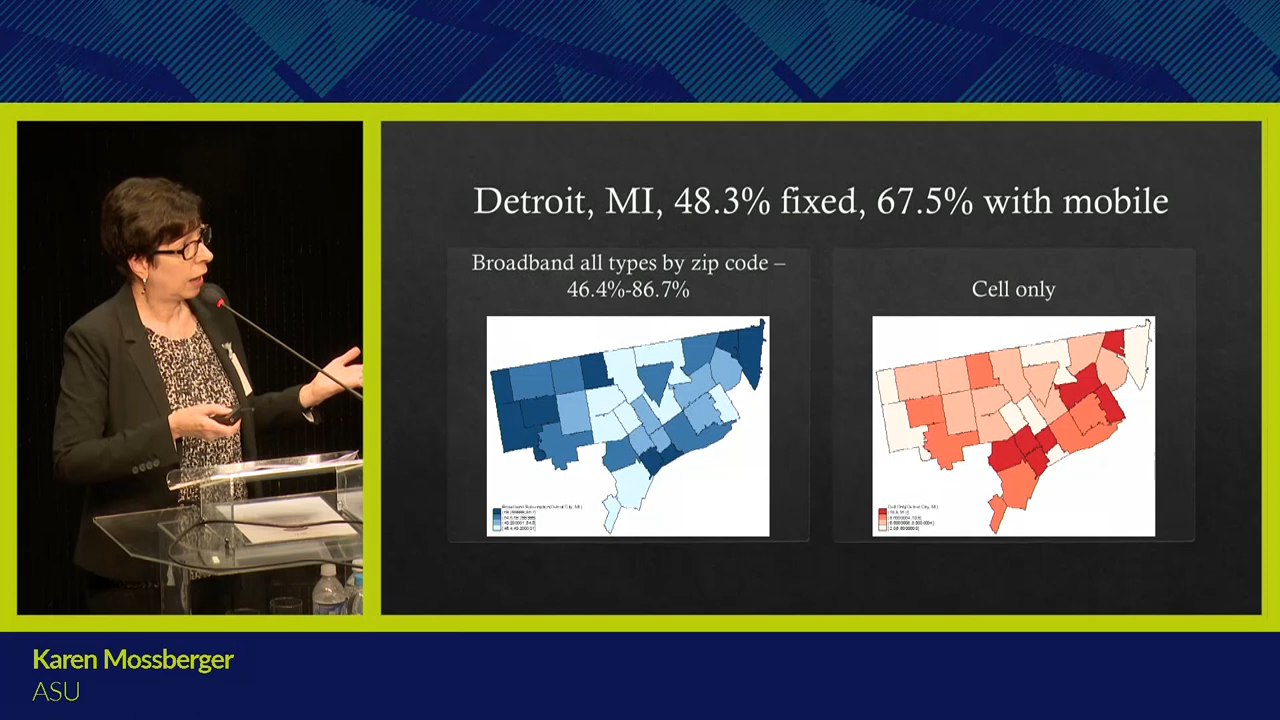 Detroit, MI, 48.3% fixed, 67.5% with mobile
Broadband all types by zip code –
46.4%-86.7%
Cell only
Karen Mossberger
ASU